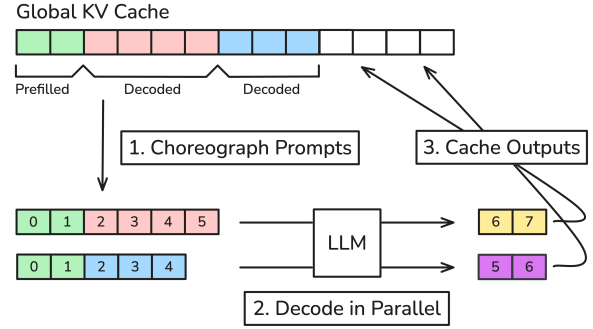 Global KV Cache
Prefilled Decoded Decoded
1. Choreograph Prompts
3. Cache Outputs
0 1 2 3 4 5
LLM
6 7
0 1 2 3 4
5 6
2. Decode in Parallel